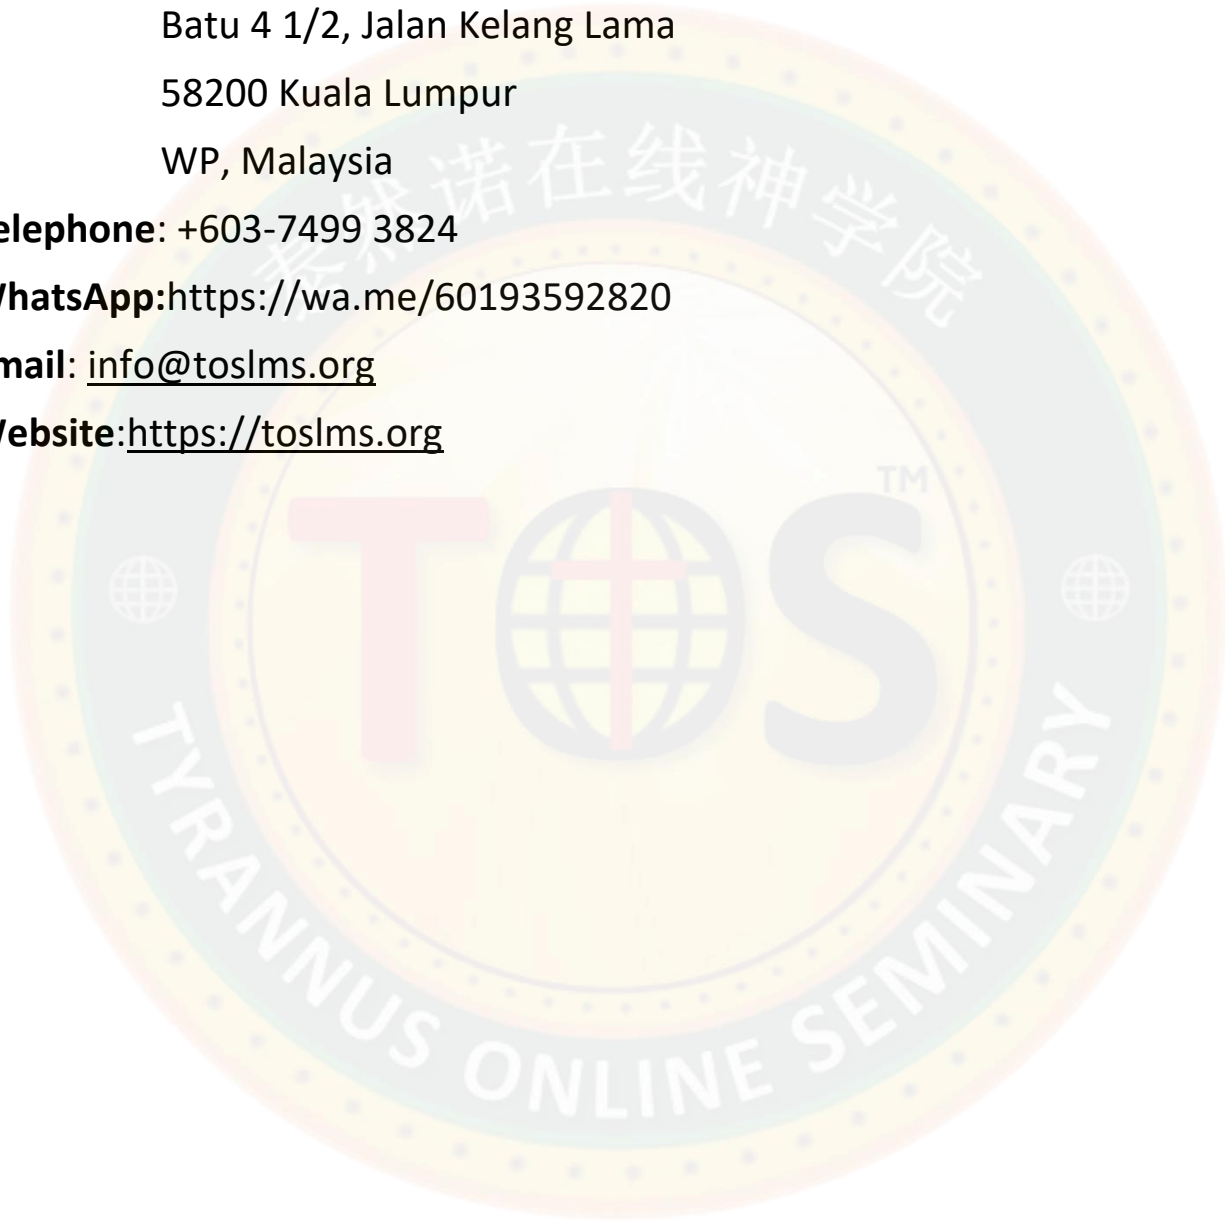 Batu 4 1/2, Jalan Kelang Lama
58200 Kuala Lumpur
WP, Malaysia
elephone: +603-7499 3824
hatsApp:https://wa.me/60193592820
mail: info@toslms.org
ebsite:https://toslms.org
泰然诺在线神学院
TM
TOS
TYRANNUS ONLINE SEMINARY